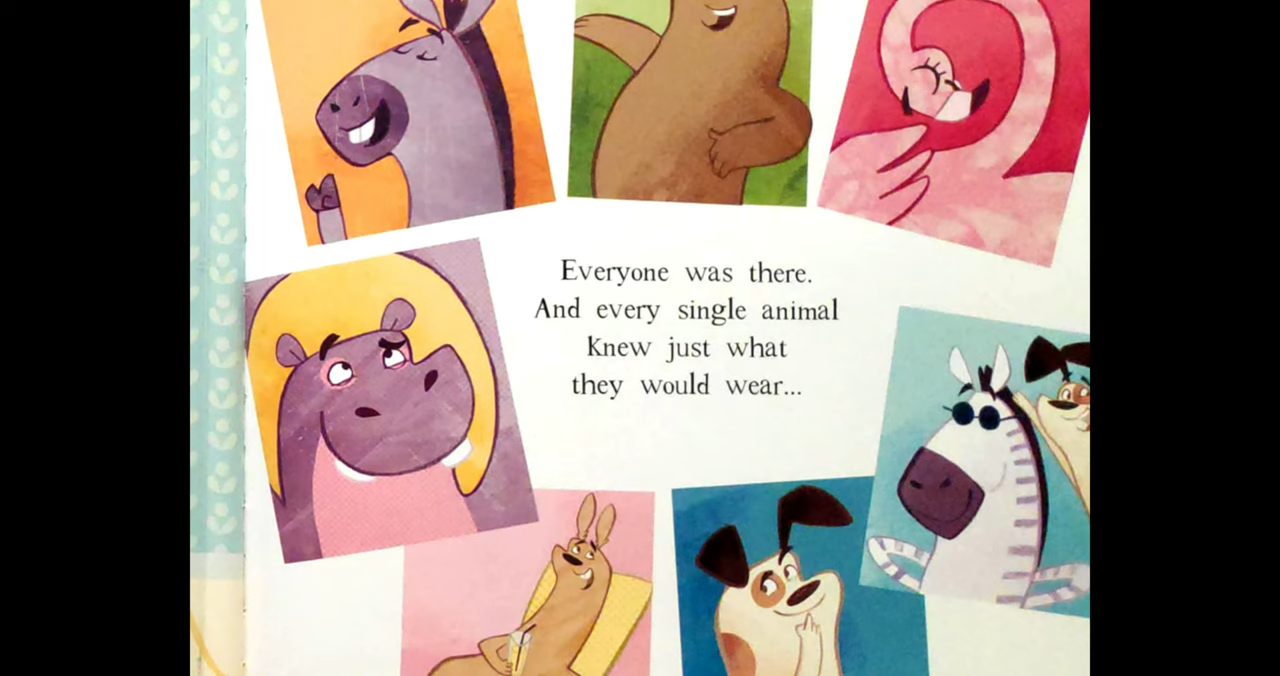 Everyone was there.
And every single animal
Knew just what
they would wear...